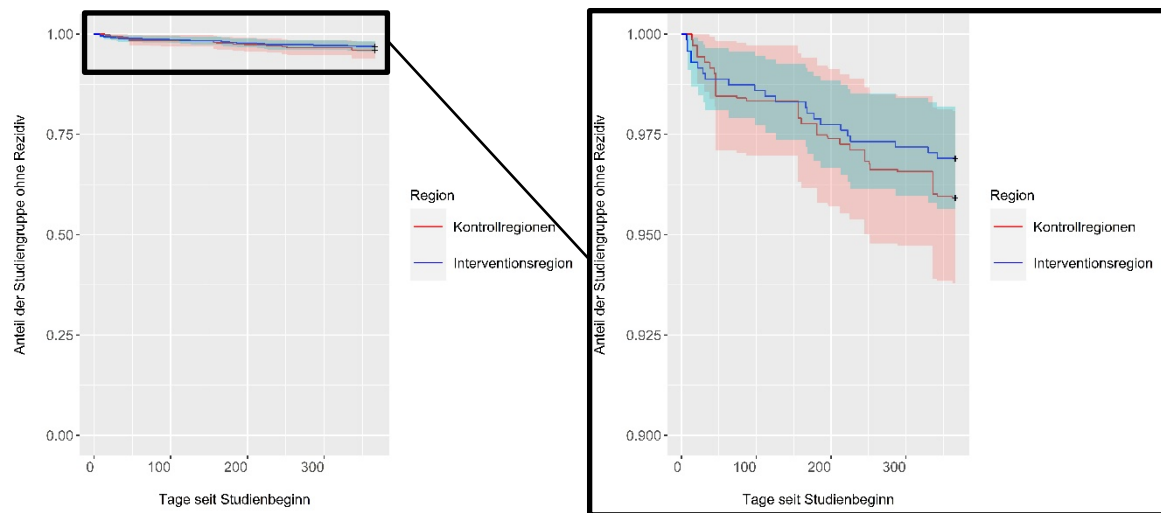 Anteil der Studiengruppe ohne Rezidiv
1.00
0.75
0.50
0.25
0.00
0
100
200
300
Tage seit Studienbeginn
Region
Kontrollregionen
Interventionsregion
Anteil der Studiengruppe ohne Rezidiv
1.000
0.975
0.950
0.925
0.900
0
100
200
300
Tage seit Studienbeginn
Region
Kontrollregionen
Interventionsregion